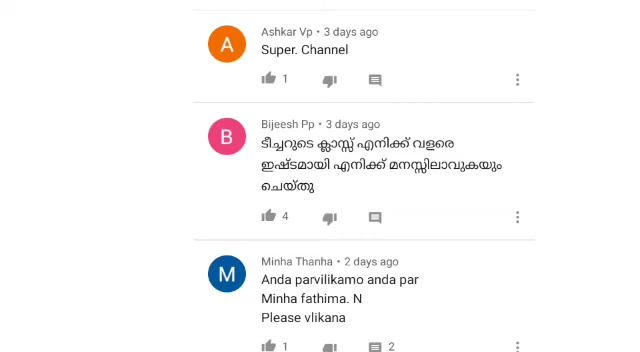 A
Ashkar Vp • 3 days ago
Super. Channel
1
B
Bijeesh Pp • 3 days ago
ടീച്ചറുടെ ക്ലാസ്സ് എനിക്ക് വളരെ
ഇഷ്ടമായി എനിക്ക് മനസ്സിലാവുകയും
ചെയ്തു
4
M
Minha Thanha • 2 days ago
Anda parvilikamo anda par
Minha fathima. N
Please vlikana
1 2